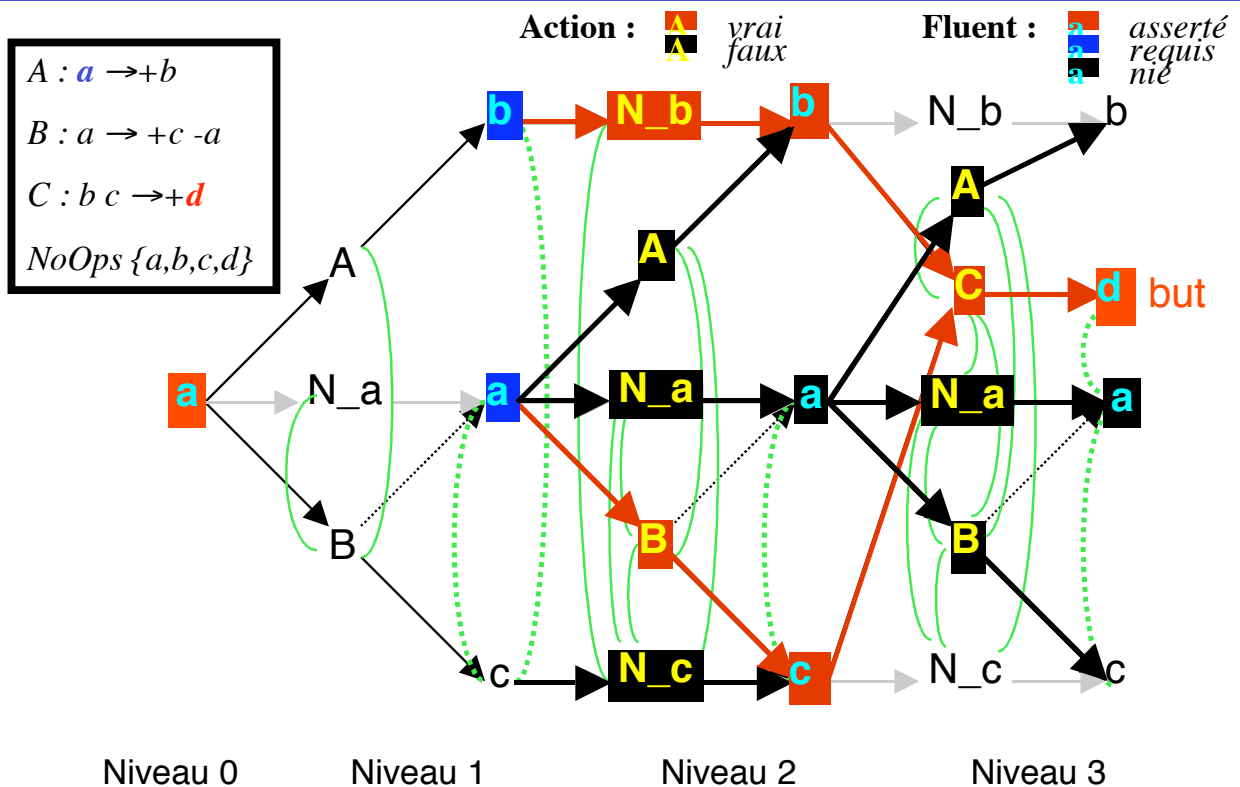 Action : A vrai
A faux
Fluent : a asserté
a requis
a nié
A : a →+b
B : a → +c -a
C : b c →+d
NoOps {a,b,c,d}
b N_b b N_b b
A
A A
C d but
a N_a a N_a a N_a a
B B B
c N_c c N_c c
Niveau 0 Niveau 1 Niveau 2 Niveau 3